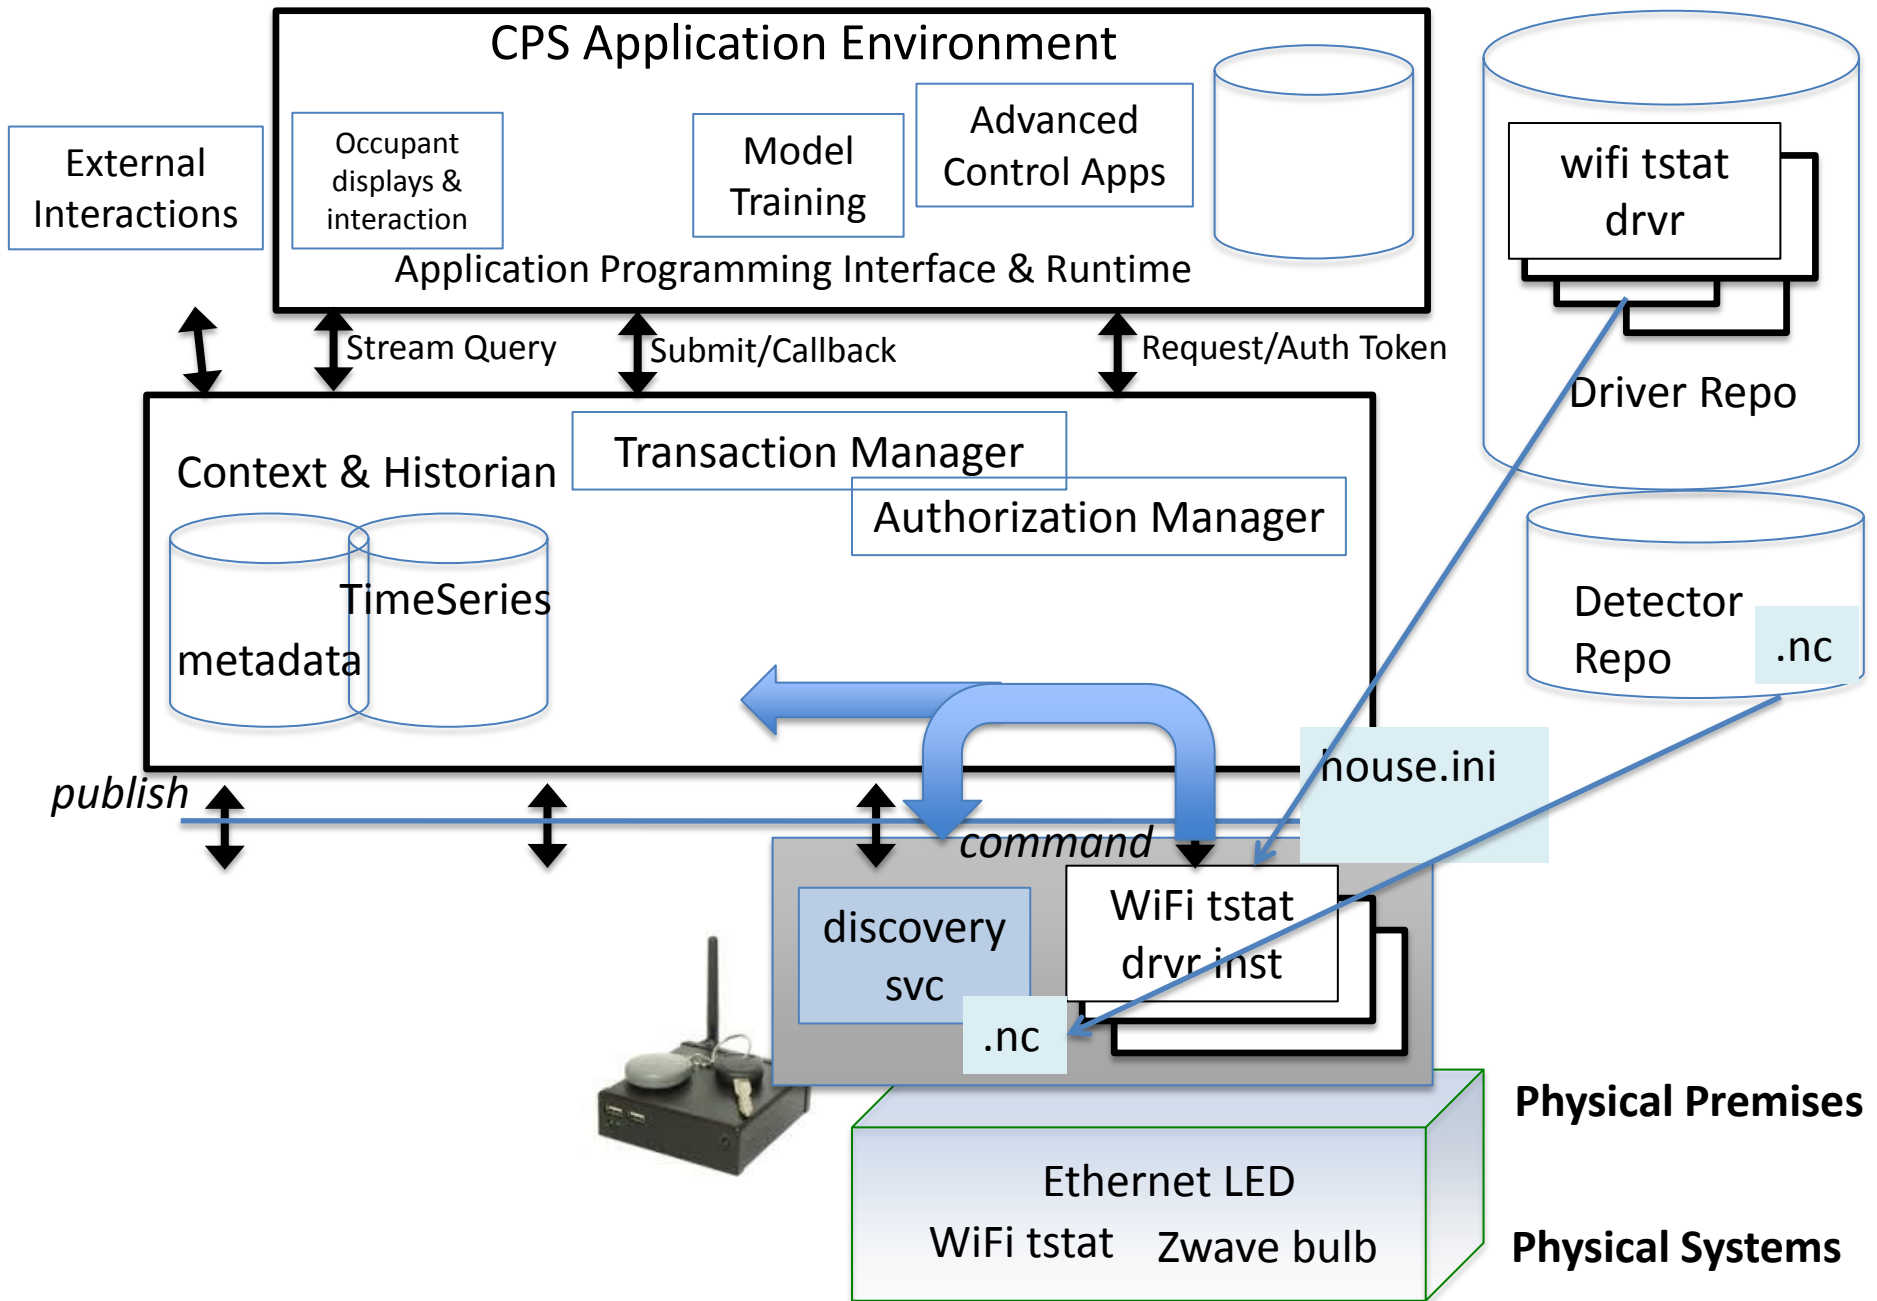 CPS Application Environment
External
Interactions
Occupant
displays &
interaction
Model
Training
Advanced
Control Apps
Application Programming Interface & Runtime
wifi tstat
drvr
Driver Repo
Stream Query
Submit/Callback
Request/Auth Token
Context & Historian
Transaction Manager
Authorization Manager
TimeSeries
metadata
Detector
Repo
.nc
house.ini
publish
command
discovery
svc
.nc
WiFi tstat
drvr inst
Physical Premises
Ethernet LED
WiFi tstat
Zwave bulb
Physical Systems